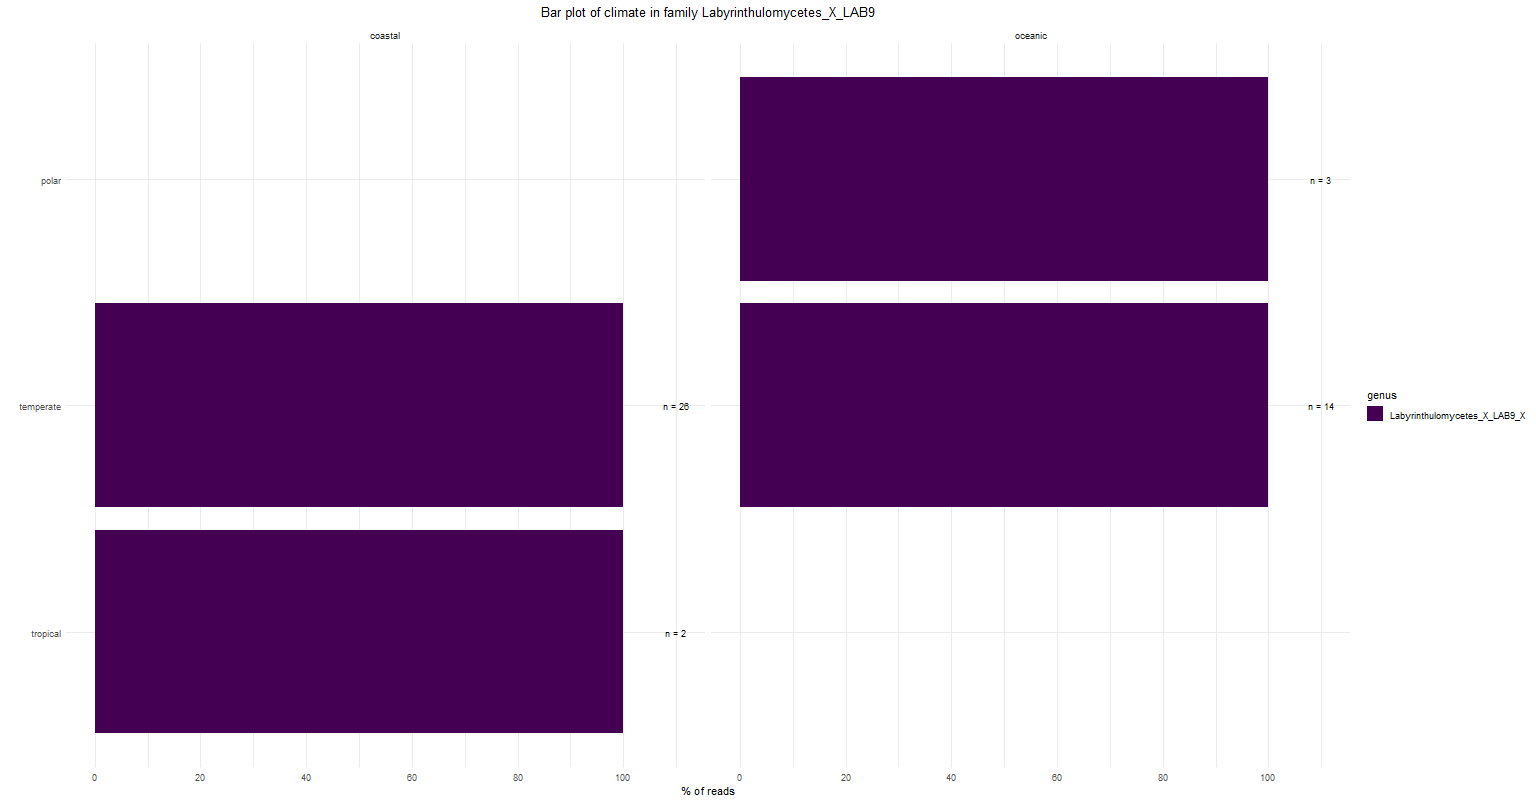 Bar plot of climate in family Labyrinthulomycetes_X_LAB9
coastal
oceanic
polar
n = 3
temperate
n = 26
n = 14
tropical
n = 2
genus
Labyrinthulomycetes_X_LAB9_X
0 20 40 60 80 100
0 20 40 60 80 100
% of reads